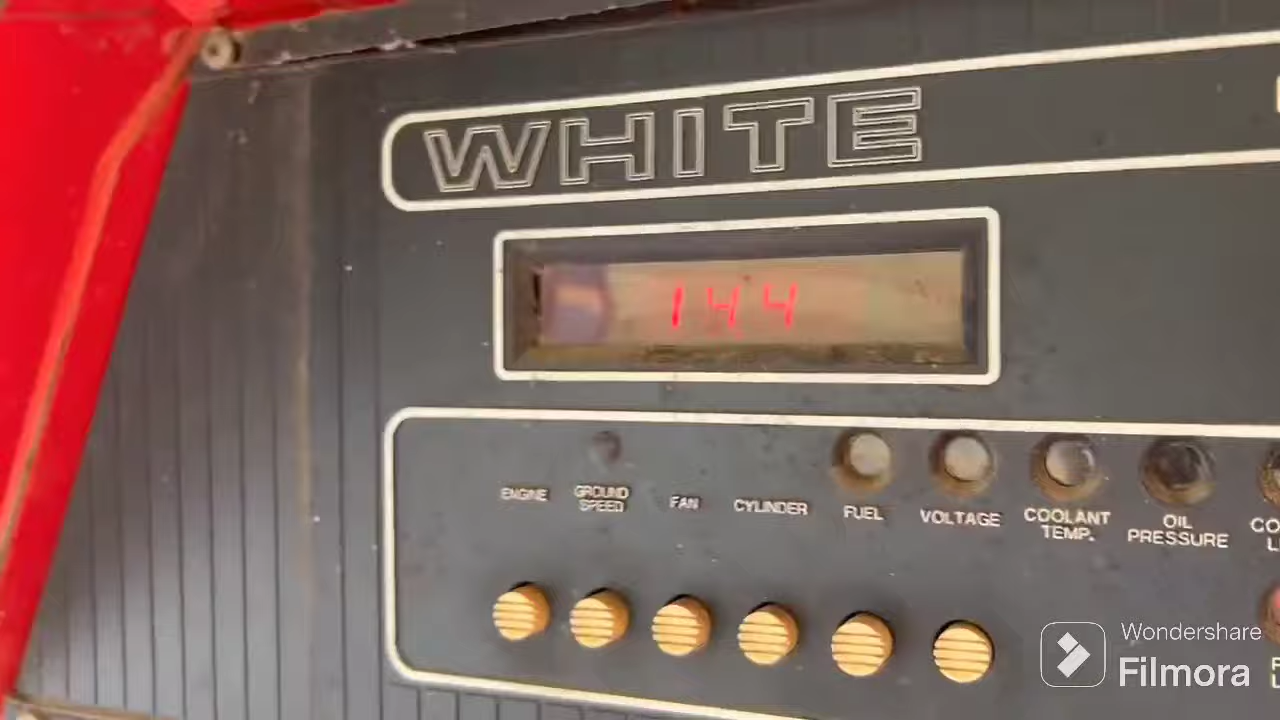 WHITE
144
ENGINE
GROUND
SPEED
FAN
CYLINDER
FUEL
VOLTAGE
COOLANT
TEMP.
OIL
PRESSURE
Wondershare
Filmora